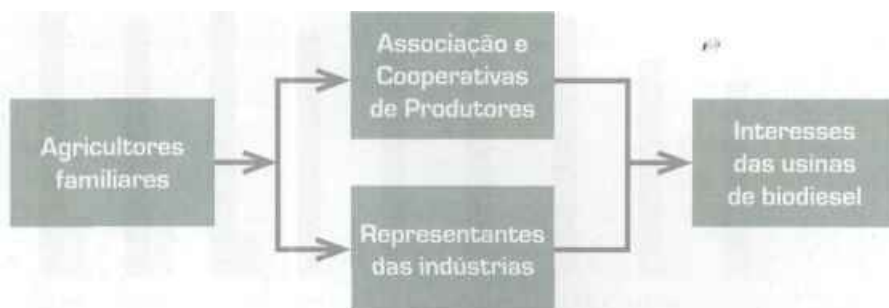 Agricultores
familiares
Associação e
Cooperativas
de Produtores
Representantes
das indústrias
Interesses
das usinas
de biodiesel